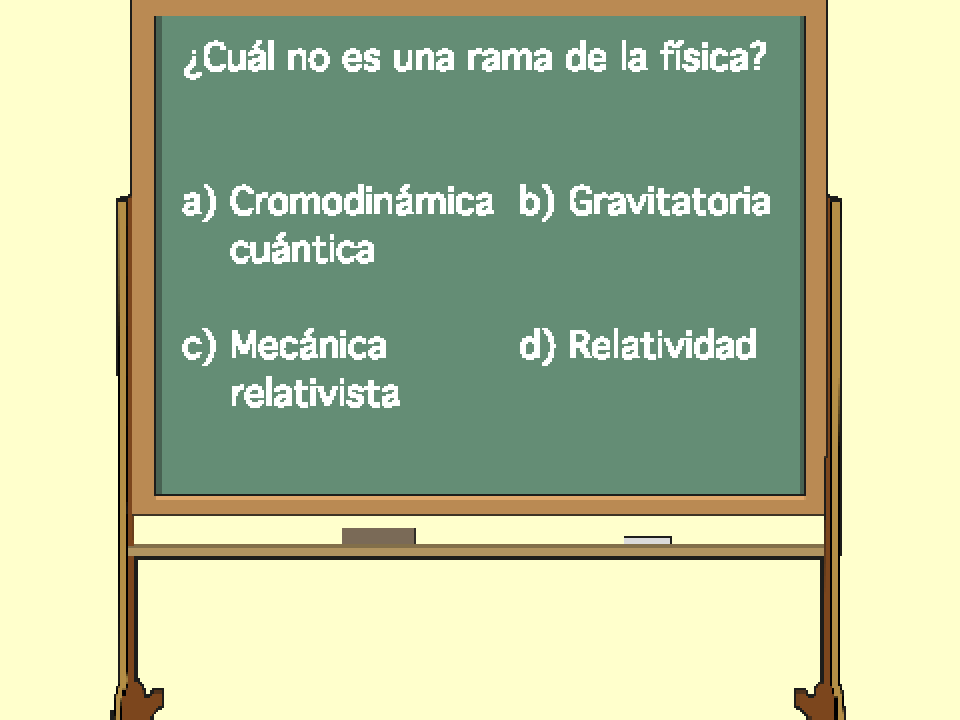 ¿Cuál no es una rama de la física?
a) Cromodinámica b) Gravitatoria
cuántica
c) Mecánica d) Relatividad
relativista